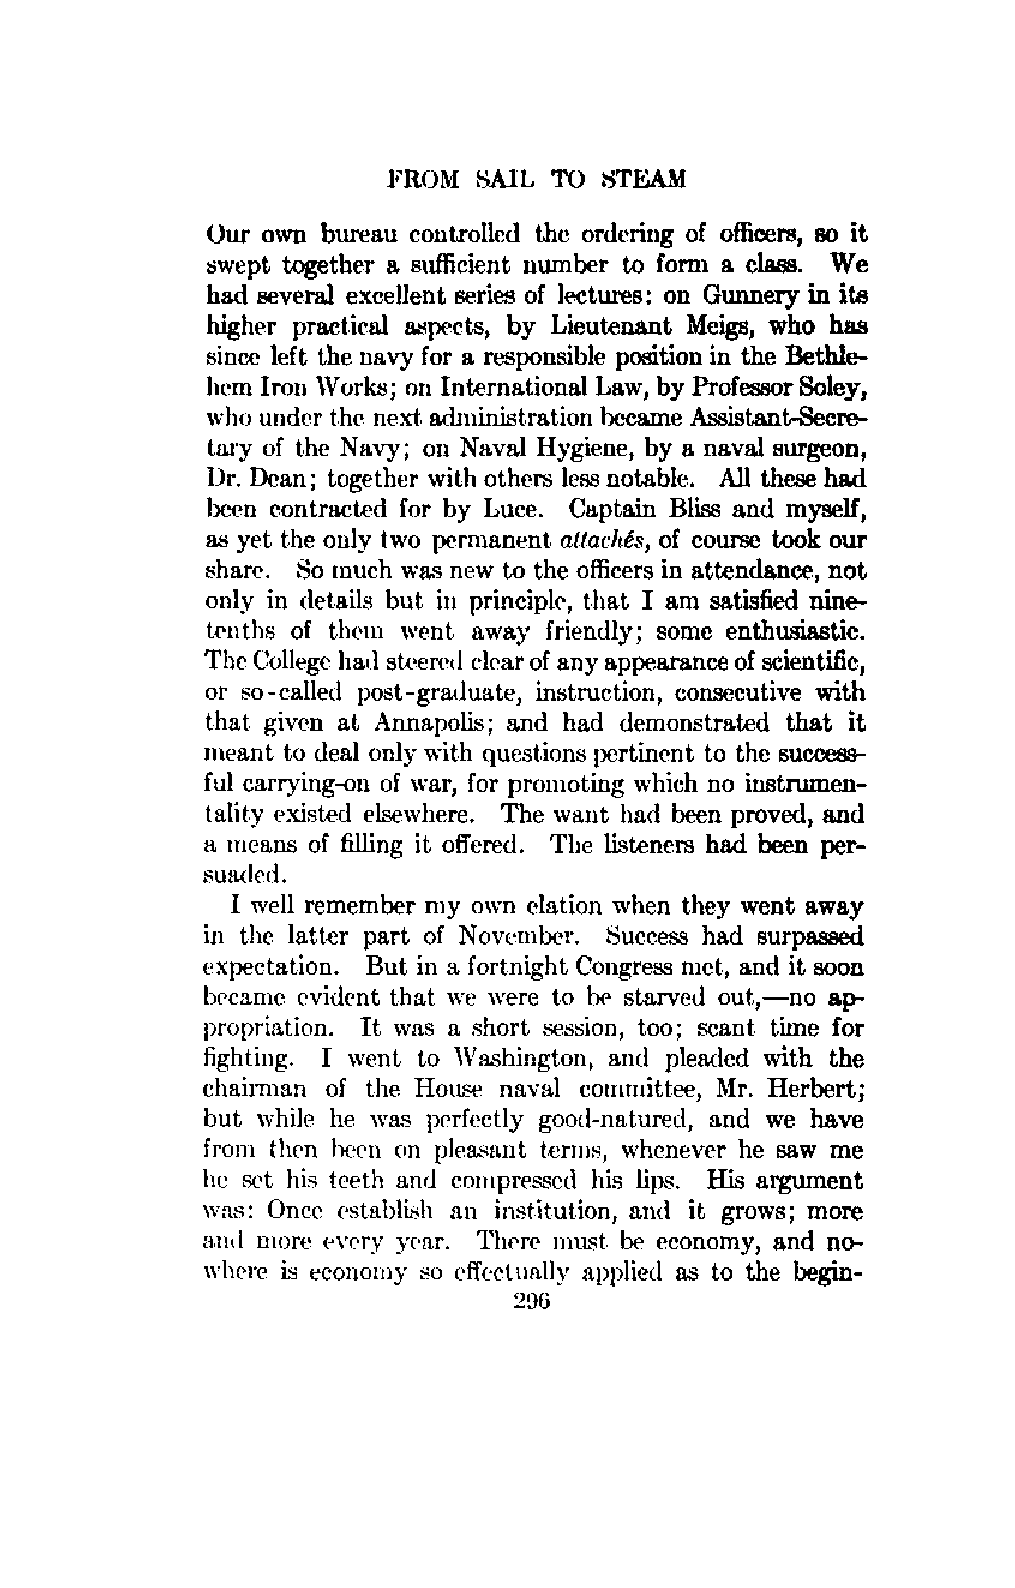 FROM SAIL TO STEAM
Our own bureau controlled the ordering of officers, so it
swept together a sufficient number to form a class. We
had several excellent series of lectures: on Gunnery in its
higher practical aspects, by Lieutenant Meigs, who has
since left the navy for a responsible position in the Bethle-
hem Iron Works; on International Law, by Professor Soley,
who under the next administration became Assistant-Secre-
tary of the Navy; on Naval Hygiene, by a naval surgeon,
Dr. Dean; together with others less notable. All these had
been contracted for by Luce. Captain Bliss and myself,
as yet the only two permanent attachés, of course took our
share. So much was new to the officers in attendance, not
only in details but in principle, that I am satisfied nine-
tenths of them went away friendly; some enthusiastic.
The College had steered clear of any appearance of scientific,
or so-called post-graduate, instruction, consecutive with
that given at Annapolis; and had demonstrated that it
meant to deal only with questions pertinent to the success-
ful carrying-on of war, for promoting which no instrumen-
tality existed elsewhere. The want had been proved, and
a means of filling it offered. The listeners had been per-
suaded.
I well remember my own elation when they went away
in the latter part of November. Success had surpassed
expectation. But in a fortnight Congress met, and it soon
became evident that we were to be starved out,—no ap-
propriation. It was a short session, too; scant time for
fighting. I went to Washington, and pleaded with the
chairman of the House naval committee, Mr. Herbert;
but while he was perfectly good-natured, and we have
from then been on pleasant terms, whenever he saw me
he set his teeth and compressed his lips. His argument
was: Once establish an institution, and it grows; more
and more every year. There must be economy, and no-
where is economy so effectually applied as to the begin-
296